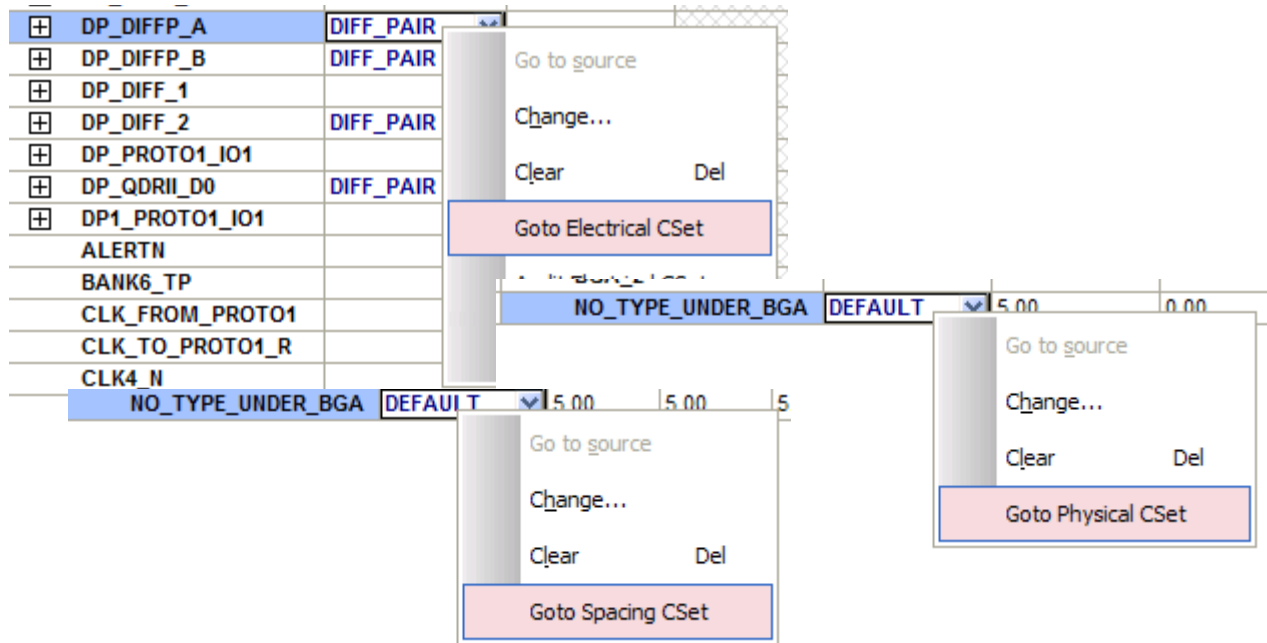 DP_DIFFP_A DIFF_PAIR
DP_DIFFP_B DIFF_PAIR
DP_DIFF_1
DP_DIFF_2 DIFF_PAIR
DP_PROTO1_IO1
DP_QDRII_D0 DIFF_PAIR
DP1_PROTO1_IO1
ALERTN
BANK6_TP
CLK_FROM_PROTO1
CLK_TO_PROTO1_R
CLK4_N
Go to source
Change...
Clear Del
Goto Electrical CSet
NO_TYPE_UNDER_BGA DEFAULT 5.00 0.00
Go to source
Change...
Clear Del
Goto Physical CSet
NO_TYPE_UNDER_BGA DEFAULT 5.00 5.00 5
Go to source
Change...
Clear Del
Goto Spacing CSet